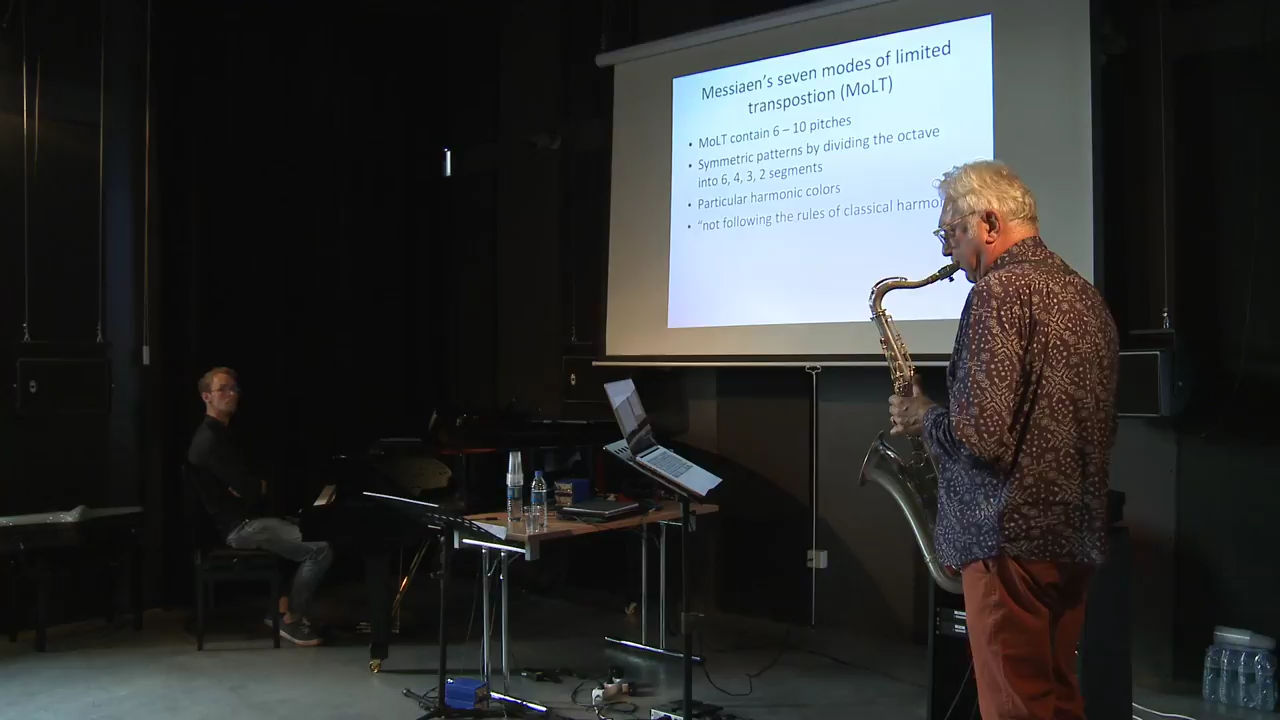 Messiaen's seven modes of limited
transpostion (MoLT)
• MoLT contain 6 – 10 pitches
• Symmetric patterns by dividing the octave
into 6, 4, 3, 2 segments
• Particular harmonic colors
• "not following the rules of classical harmo